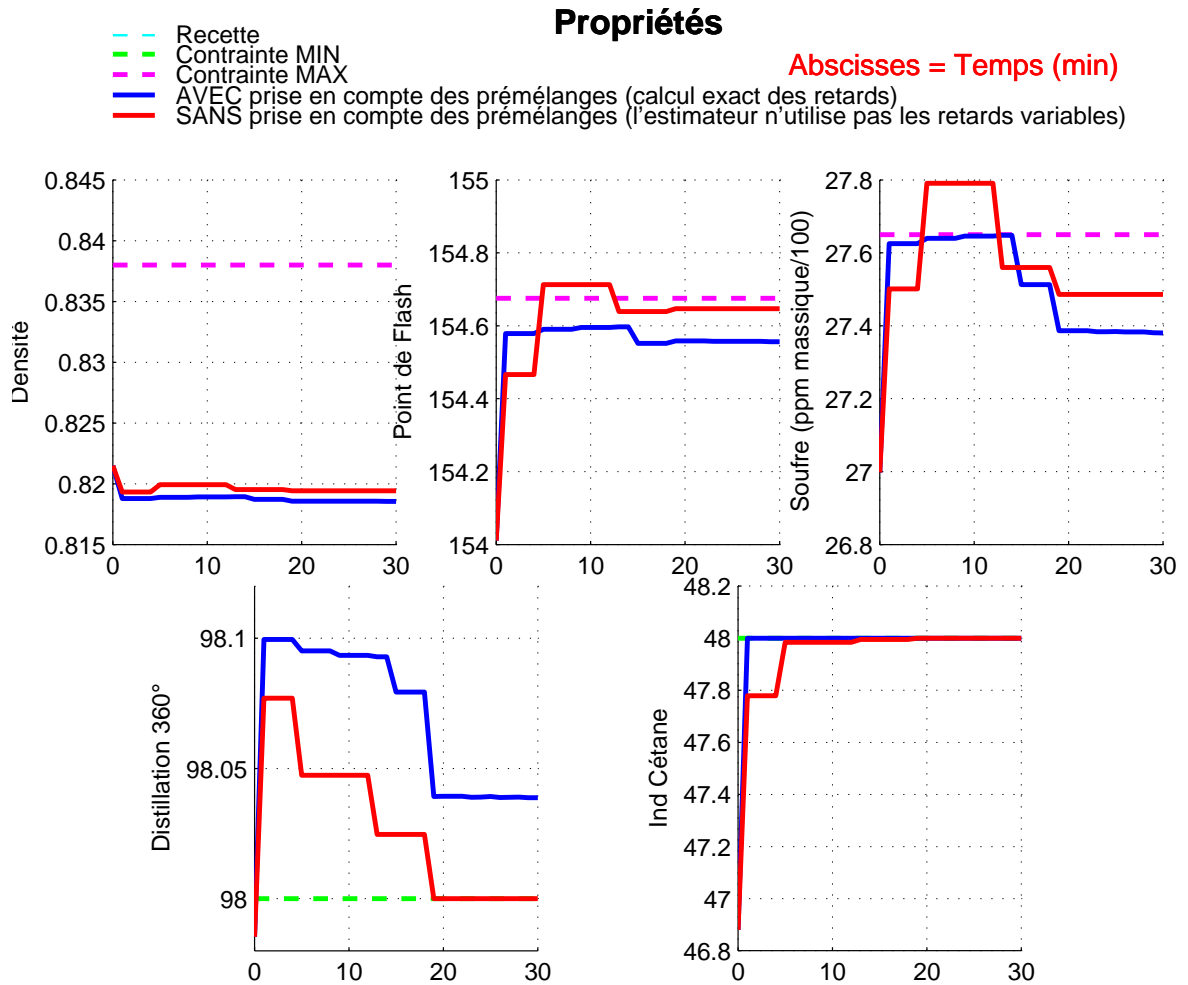 Propriétés
Recette
Contrainte MIN
Contrainte MAX
AVEC prise en compte des prémélanges (calcul exact des retards)
SANS prise en compte des prémélanges (l'estimateur n'utilise pas les retards variables)
Abscisses = Temps (min)
0.845
0.84
0.835
0.83
0.825
0.82
0.815
0 10 20 30
Densité
155
154.8
154.6
154.4
154.2
154
0 10 20 30
Point de Flash
27.8
27.6
27.4
27.2
27
26.8
0 10 20 30
Soufre (ppm massique/100)
98.1
98.05
98
0 10 20 30
Distillation 360°
48.2
48
47.8
47.6
47.4
47.2
47
46.8
0 10 20 30
Ind Cétane